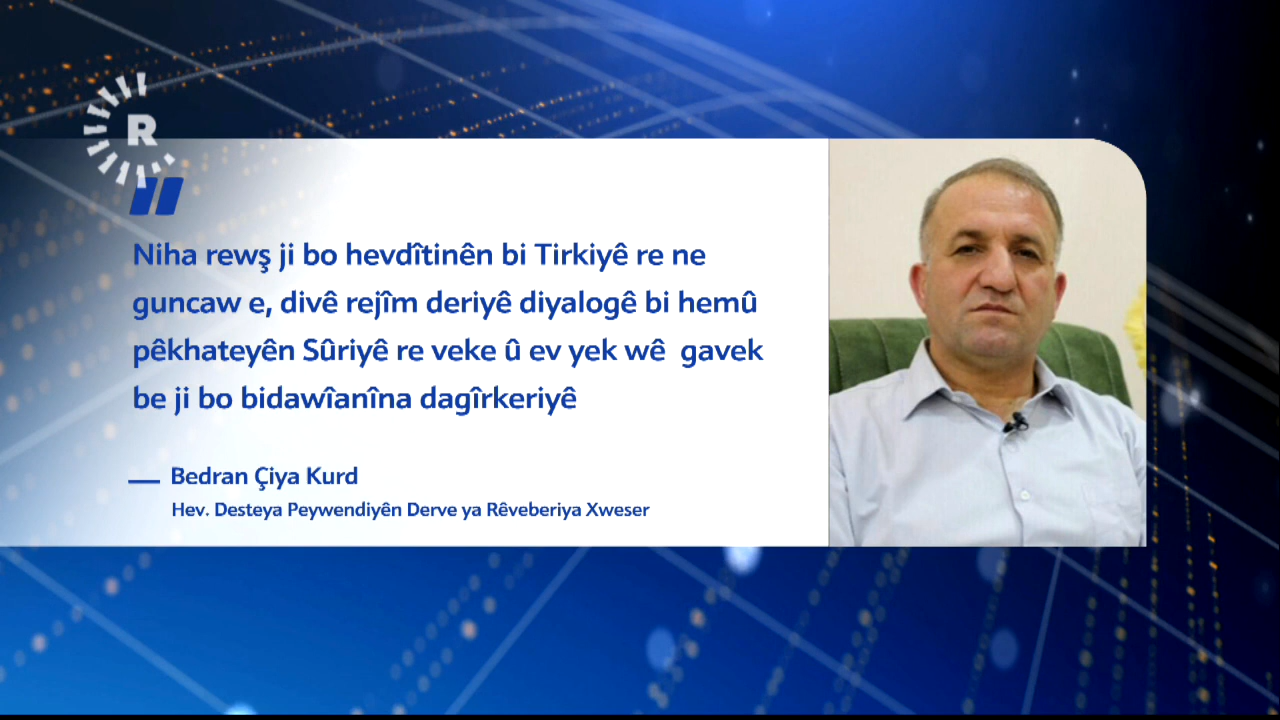 R
Niha rewş ji bo hevdîtinên bi Tirkiyê re ne
guncaw e, divê rejîm deriyê diyalogê bi hemû
pêkhateyên Sûriyê re veke û ev yek wê gavek
be ji bo bidawîanîna dagîrkeriyê
Bedran Çiya Kurd
Hev. Desteya Peywendiyên Derve ya Rêveberiya Xweser